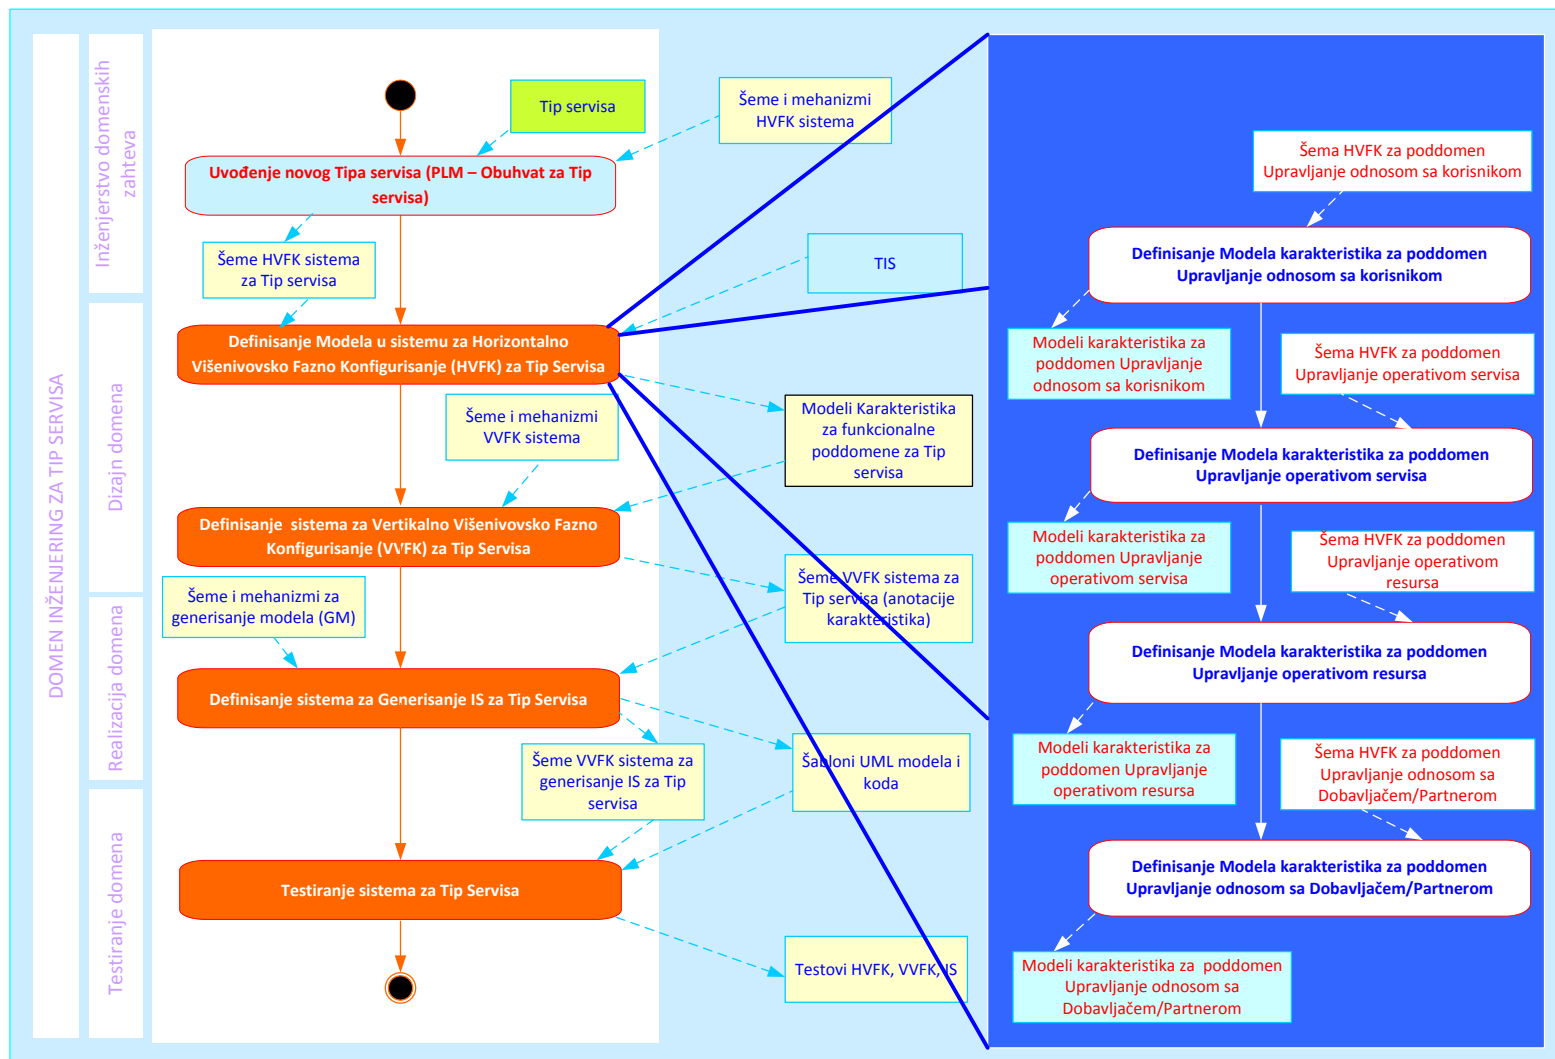 DOMEN INŽENJERING ZA TIP SERVISA
Inženjerstvo domenskih
zahteva
Dizajn domena
Realizacija domena
Testiranje domena
Tip servisa
Šeme i mehanizmi
HVFK sistema
Uvođenje novog Tipa servisa (PLM – Obuhvat za Tip
servisa)
Šeme HVFK sistema
za Tip servisa
TIS
Definisanje Modela u sistemu za Horizontalno
Višenivovsko Fazno Konfigurisanje (HVFK) za Tip Servisa
Šeme i mehanizmi
VVFK sistema
Modeli Karakteristika
za funkcionalne
poddomene za Tip
servisa
Definisanje  sistema za Vertikalno Višenivovsko Fazno
Konfigurisanje (VVFK) za Tip Servisa
Šeme i mehanizmi za
generisanje modela (GM)
Šeme VVFK sistema za
Tip servisa (anotacije
karakteristika)
Definisanje sistema za Generisanje IS za Tip Servisa
Šeme VVFK sistema za
generisanje IS za Tip
servisa
Šabloni UML modela i
koda
Testiranje sistema za Tip Servisa
Testovi HVFK, VVFK, IS
Šema HVFK za poddomen
Upravljanje odnosom sa korisnikom
Definisanje Modela karakteristika za poddomen
Upravljanje odnosom sa korisnikom
Modeli karakteristika za
poddomen Upravljanje
odnosom sa korisnikom
Šema HVFK za poddomen
Upravljanje operativom servisa
Definisanje Modela karakteristika za poddomen
Upravljanje operativom servisa
Modeli karakteristika za
poddomen Upravljanje
operativom servisa
Šema HVFK za poddomen
Upravljanje operativom
resursa
Definisanje Modela karakteristika za poddomen
Upravljanje operativom resursa
Modeli karakteristika za
poddomen Upravljanje
operativom resursa
Šema HVFK za poddomen
Upravljanje odnosom sa
Dobavljačem/Partnerom
Definisanje Modela karakteristika za poddomen
Upravljanje odnosom sa Dobavljačem/Partnerom
Modeli karakteristika za  poddomen
Upravljanje odnosom sa
Dobavljačem/Partnerom